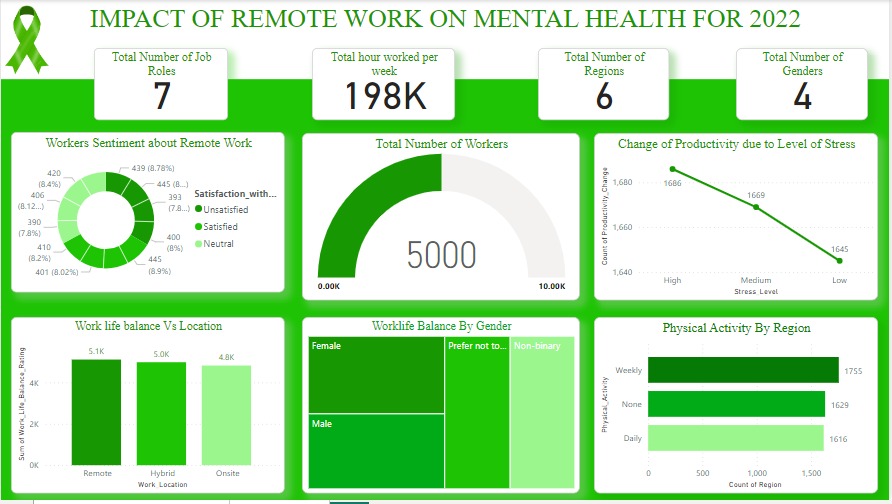 IMPACT OF REMOTE WORK ON MENTAL HEALTH FOR 2022
Total Number of Job
Roles
7
Total hour worked per
week
198K
Total Number of
Regions
6
Total Number of
Genders
4
Workers Sentiment about Remote Work
439 (8.78%)
445 (8...)
393
(7.8...)
400
(8%)
445
(8.9%)
401 (8.02%)
410
(8.2%)
390
(7.8%)
406
(8.12...)
420
(8.4%)
Satisfaction_with...
Unsatisfied
Satisfied
Neutral
Total Number of Workers
5000
0.00K
10.00K
Change of Productivity due to Level of Stress
Count of Productivity_Change
1,680
1,660
1,640
1686
1669
1645
High
Medium
Low
Stress_Level
Work life balance Vs Location
Sum of Work_Life_Balance_Rating
4K
2K
0K
5.1K
5.0K
4.8K
Remote
Hybrid
Onsite
Work_Location
Worklife Balance By Gender
Female
Male
Prefer not to...
Non-binary
Physical Activity By Region
Physical_Activity
Weekly
None
Daily
1755
1629
1616
0
500
1,000
1,500
Count of Region